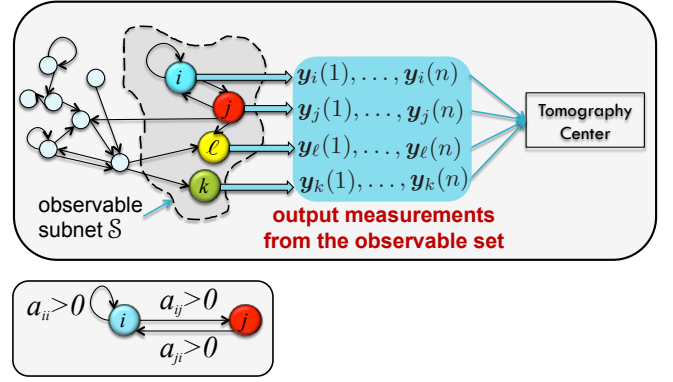 i
j
ℓ
k
y_i(1), . . . , y_i(n)
y_j(1), . . . , y_j(n)
y_ℓ(1), . . . , y_ℓ(n)
y_k(1), . . . , y_k(n)
Tomography
Center
observable
subnet S
output measurements
from the observable set
a_ii>0
i
a_ij>0
j
a_ji>0